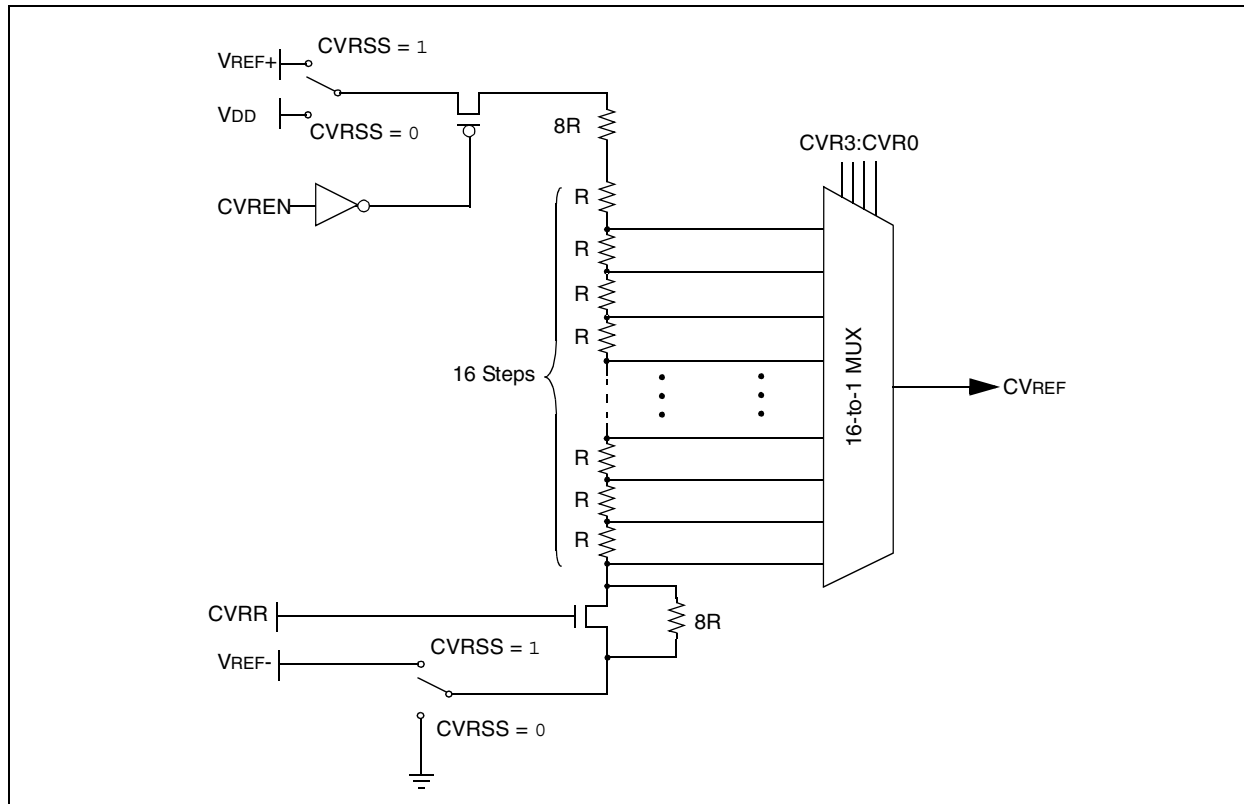 CVRSS = 1
VREF+
VDD
CVRSS = 0
8R
CVR3:CVR0
CVREN
R
R
R
R
16 Steps
16-to-1 MUX
CVREF
R
R
R
CVRR
8R
VREF-
CVRSS = 1
CVRSS = 0